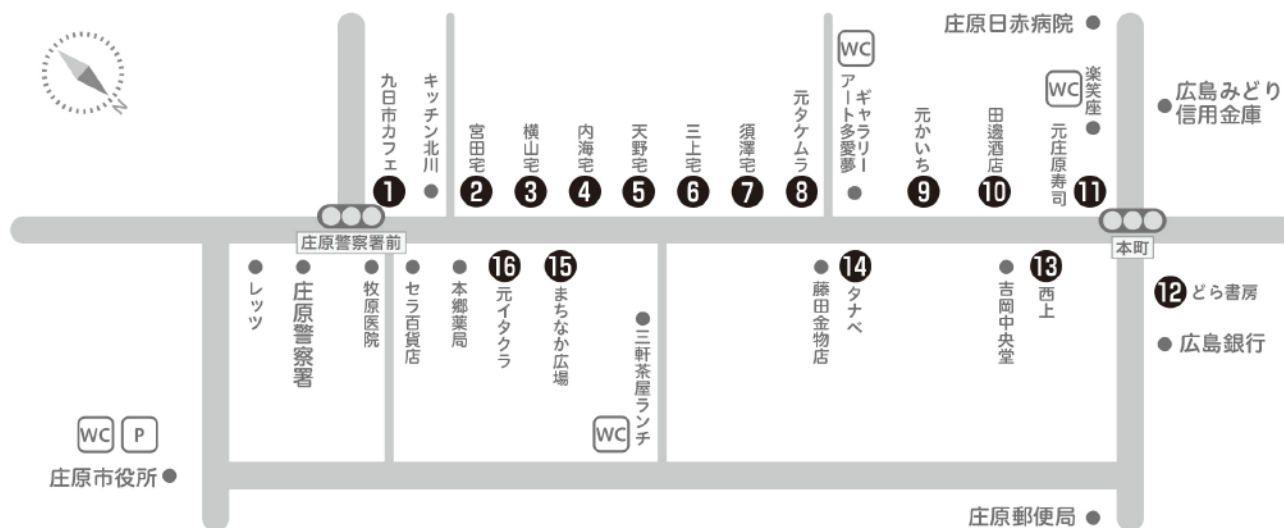 庄原日赤病院
WC
WC
楽笑座
広島みどり
信用金庫
九日市カフェ
キッチン北川
宮田宅
横山宅
内海宅
天野宅
三上宅
須澤宅
元タケムラ
ギャラリー
アート多愛夢
元かいち
田邊酒店
元庄原寿司
N
1
2
3
4
5
6
7
8
9
10
11
庄原警察署前
本町
レッツ
庄原警察署
牧原医院
セラ百貨店
本郷薬局
16
元イタクラ
15
まちなか広場
三軒茶屋ランチ
藤田金物店
14
タナベ
吉岡中央堂
13
西上
12 どら書房
広島銀行
WC P
WC
庄原市役所
庄原郵便局